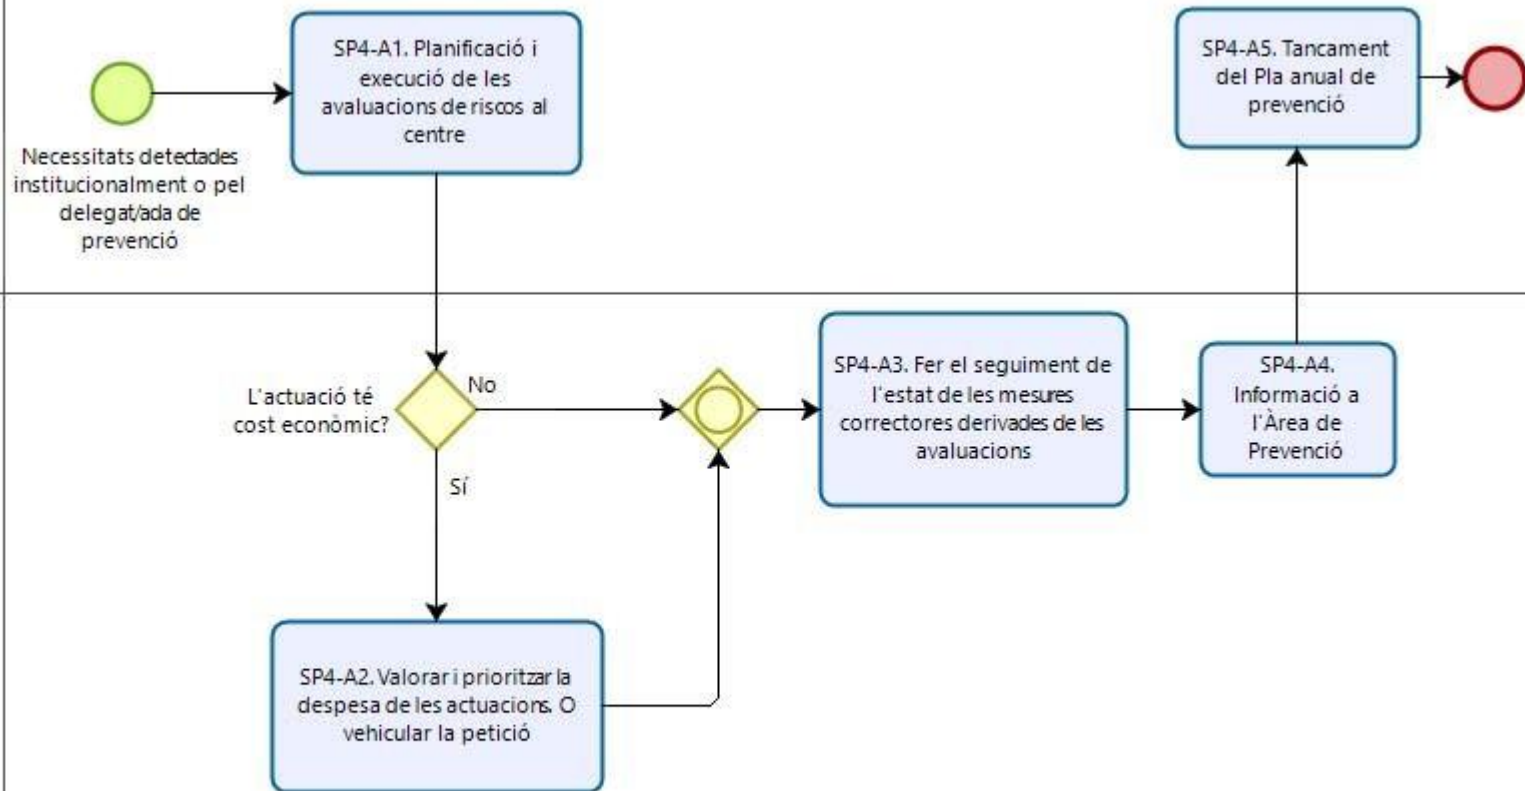 SP4-A1. Planificació i
execució de les
avaluacions de riscos al
centre
SP4-A5. Tancament
del Pla anual de
prevenció
Necessitats detectades
institucionalment o pel
delegat/ada de
prevenció
L'actuació té
cost econòmic?
No
Sí
SP4-A3. Fer el seguiment de
l'estat de les mesures
correctores derivades de les
avaluacions
SP4-A4.
Informació a
l'Àrea de
Prevenció
SP4-A2. Valorar i prioritzar la
despesa de les actuacions. O
vehicular la petició